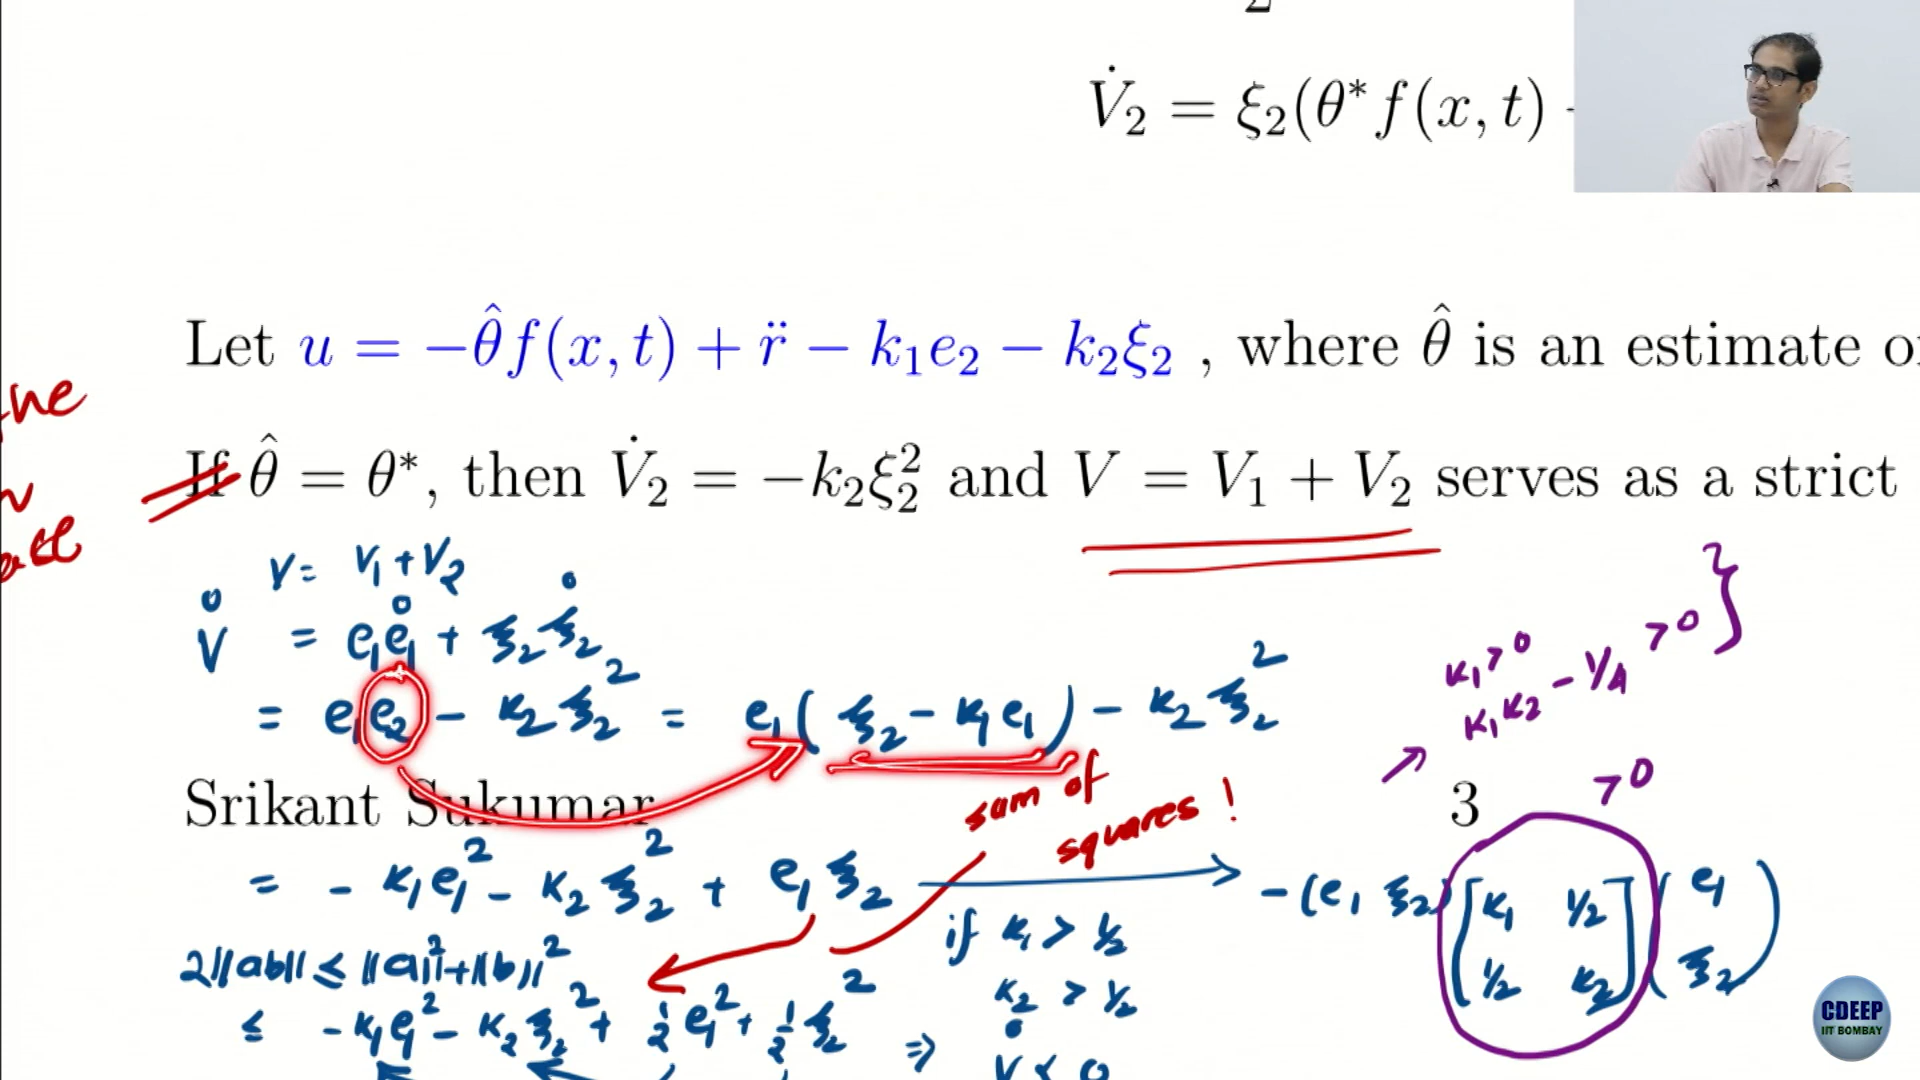 V̇₂ = ξ₂(θ* f(x, t)
Let u = −θ̂f(x, t) + r̈ − k₁e₂ − k₂ξ₂ , where θ̂ is an estimate
If θ̂ = θ*, then V̇₂ = −k₂ξ₂² and V = V₁ + V₂ serves as a strict
V = V₁ + V₂
V̇ = e₁ė₁ + ξ₂ξ̇₂
= e₁e₂ − k₂ξ₂² = e₁(ξ₂ − k₁e₁) − k₂ξ₂²
k₁ > 0
k₁k₂ − 1/4 > 0 }
Srikant Sukumar
3
sum of
squares !
> 0
= − k₁e₁² − k₂ξ₂² + e₁ξ₂ → −(e₁ ξ₂) [k₁ 1/2
1/2 k₂] (e₁
ξ₂)
if k₁ > 1/2
k₂ > 1/2
2||ab|| ≤ ||a||² + ||b||²
≤ − k₁e₁² − k₂ξ₂² + 1/2 e₁² + 1/2 ξ₂² ⇒ V̇ < 0
CDEEP
IIT BOMBAY